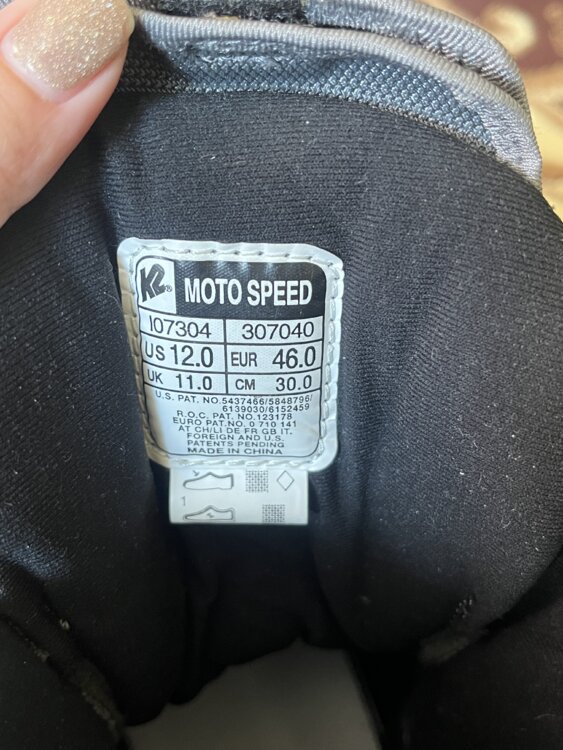 K2® MOTO SPEED
107304 307040
US 12.0 EUR 46.0
UK 11.0 CM 30.0
U.S. PAT. NO.5437466/5848796/
6139030/6152459
R.O.C. PAT NO.123178
EURO PAT.NO. 0 710 141
AT CH/LI DE FR GB IT.
FOREIGN AND U.S.
PATENTS PENDING
MADE IN CHINA
1